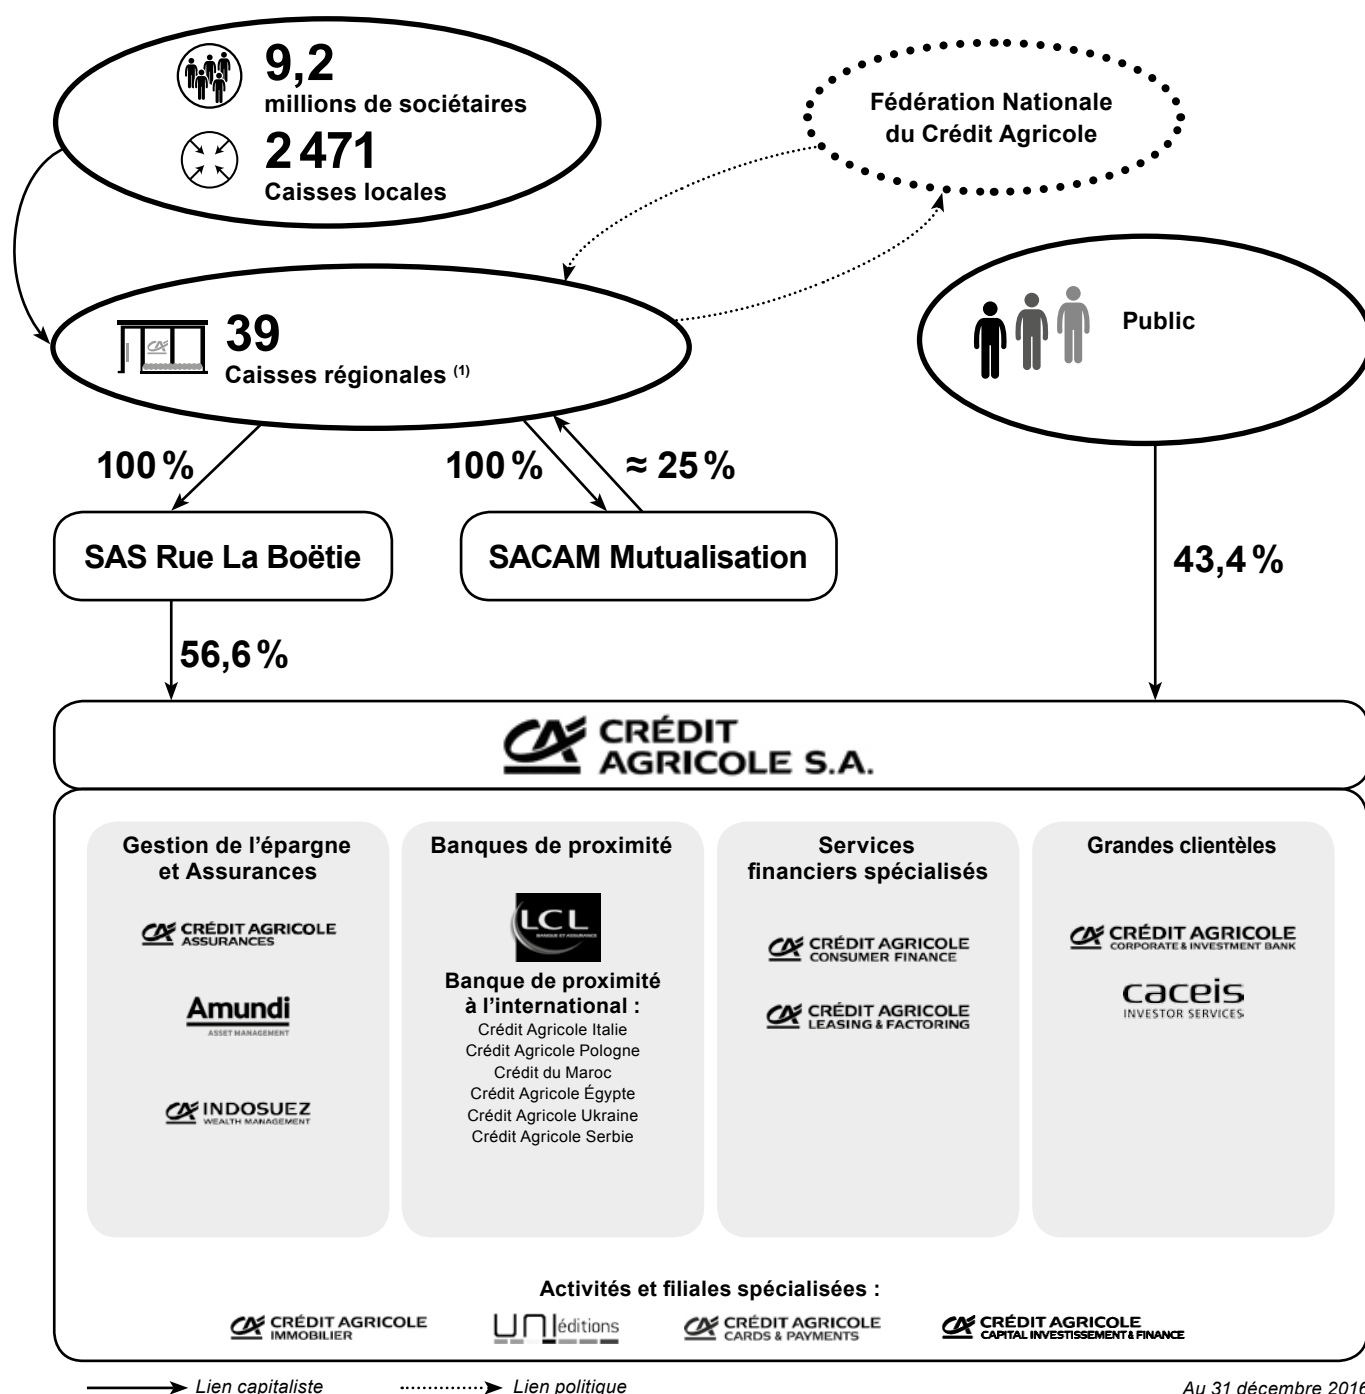 9,2
millions de sociétaires
2 471
Caisses locales
Fédération Nationale
du Crédit Agricole
39
Caisses régionales (1)
Public
100 %
100 %
≈ 25 %
SAS Rue La Boëtie
SACAM Mutualisation
43,4 %
56,6 %
CRÉDIT
AGRICOLE S.A.
Gestion de l'épargne
et Assurances
CRÉDIT AGRICOLE
ASSURANCES
Amundi
ASSET MANAGEMENT
INDOSUEZ
WEALTH MANAGEMENT
Banques de proximité
LCL
BANQUE ET ASSURANCE
Banque de proximité
à l'international :
Crédit Agricole Italie
Crédit Agricole Pologne
Crédit du Maroc
Crédit Agricole Égypte
Crédit Agricole Ukraine
Crédit Agricole Serbie
Services
financiers spécialisés
CRÉDIT AGRICOLE
CONSUMER FINANCE
CRÉDIT AGRICOLE
LEASING & FACTORING
Grandes clientèles
CRÉDIT AGRICOLE
CORPORATE & INVESTMENT BANK
caceis
INVESTOR SERVICES
Activités et filiales spécialisées :
CRÉDIT AGRICOLE
IMMOBILIER
UNI éditions
CRÉDIT AGRICOLE
CARDS & PAYMENTS
CRÉDIT AGRICOLE
CAPITAL INVESTISSEMENT & FINANCE
Lien capitaliste
Lien politique
Au 31 décembre 2016